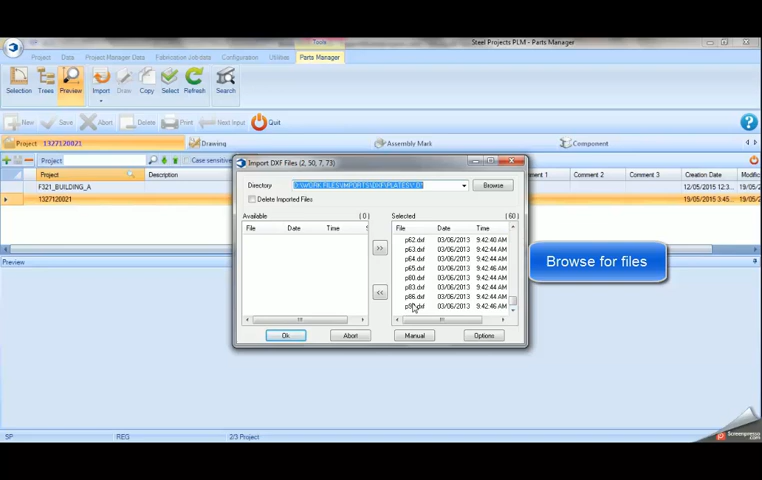 Tools
Steel Projects PLM - Parts Manager
Project Data Project Manager Data Fabrication Job-data Configuration Utilities Parts Manager
Selection Trees Preview Import Draw Copy Select Refresh Search
New Save Abort Delete Print Next Input Quit
Project 1327120021 Drawing Assembly Mark Component
Project Case sensitive
Project Description Comment 2 Comment 3 Creation Date
F321_BUILDING_A 12/05/2015 12:3...
1327120021 19/05/2015 3:45...
Preview
Import DXF Files (2, 50, 7, 73)
Directory Browse
Delete Imported Files
Available ( 0 ) Selected ( 60 )
File Date Time File Date Time
p62.dxf 03/06/2013 9:42:40 AM
p63.dxf 03/06/2013 9:42:44 AM
p64.dxf 03/06/2013 9:42:44 AM
p65.dxf 03/06/2013 9:42:46 AM
p80.dxf 03/06/2013 9:42:44 AM
p83.dxf 03/06/2013 9:42:44 AM
p86.dxf 03/06/2013 9:42:44 AM
03/06/2013 9:42:46 AM
>>
<<
Ok Abort Manual Options
Browse for files
SP REG 2/3 Project
Screenpresso